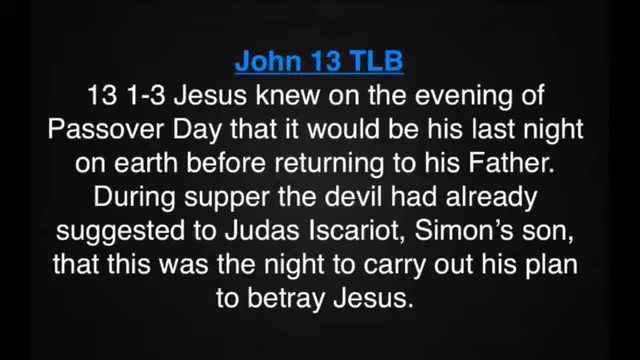 John 13 TLB
13 1-3 Jesus knew on the evening of
Passover Day that it would be his last night
on earth before returning to his Father.
During supper the devil had already
suggested to Judas Iscariot, Simon’s son,
that this was the night to carry out his plan
to betray Jesus.